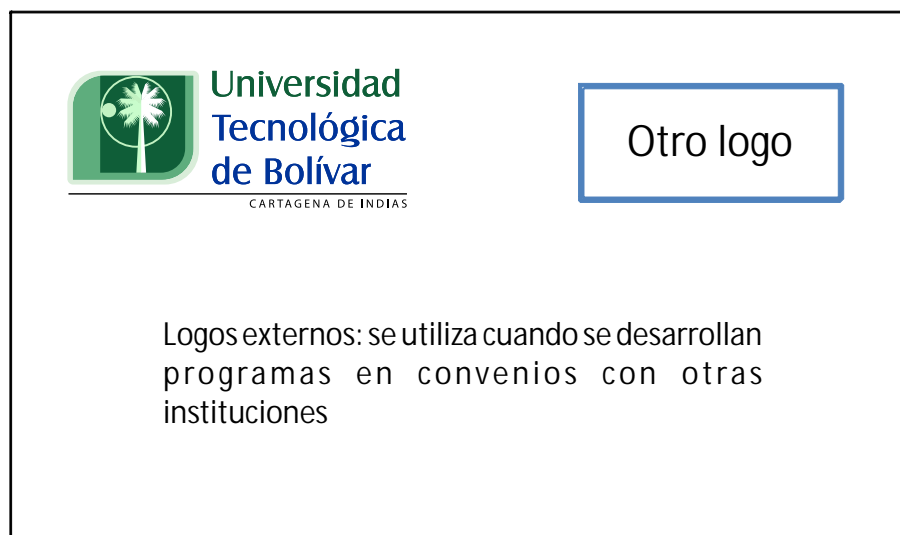 Universidad
Tecnológica
de Bolívar
CARTAGENA DE INDIAS
Otro logo
Logos externos: se utiliza cuando se desarrollan
programas en convenios con otras
instituciones